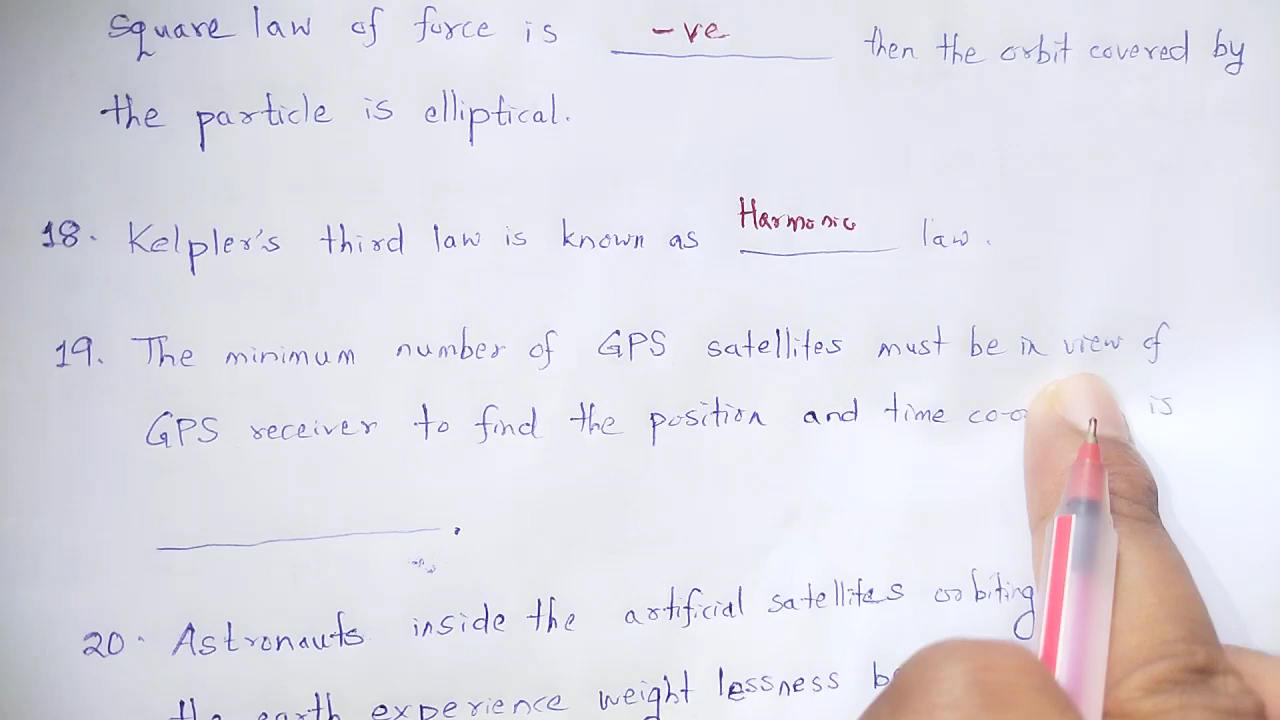 square law of force is -ve then the orbit covered by
the particle is elliptical.
18. Kelpler's third law is known as Harmonic law.
19. The minimum number of GPS satellites must be in view of
GPS receiver to find the position and time is
20. Astronauts inside the artificial satellites orbiting
the earth experience weight lessness